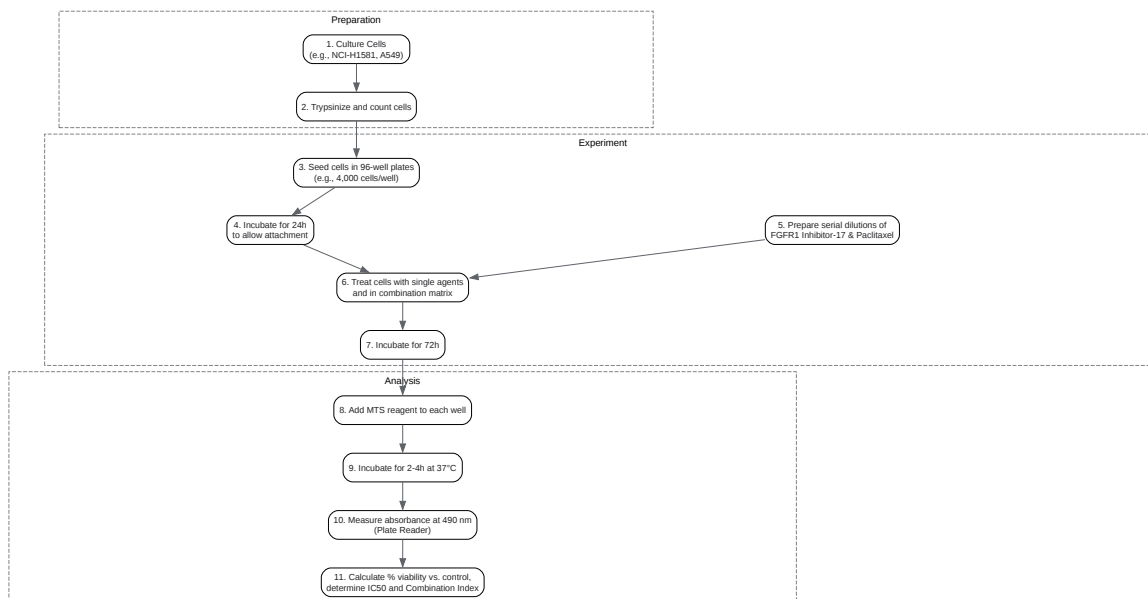 Preparation
1. Culture Cells
(e.g., NCI-H1581, A549)
2. Trypsinize and count cells
Experiment
3. Seed cells in 96-well plates
(e.g., 4,000 cells/well)
4. Incubate for 24h
to allow attachment
5. Prepare serial dilutions of
FGFR1 Inhibitor-17 & Paclitaxel
6. Treat cells with single agents
and in combination matrix
7. Incubate for 72h
Analysis
8. Add MTS reagent to each well
9. Incubate for 2-4h at 37°C
10. Measure absorbance at 490 nm
(Plate Reader)
11. Calculate % viability vs. control,
determine IC50 and Combination Index